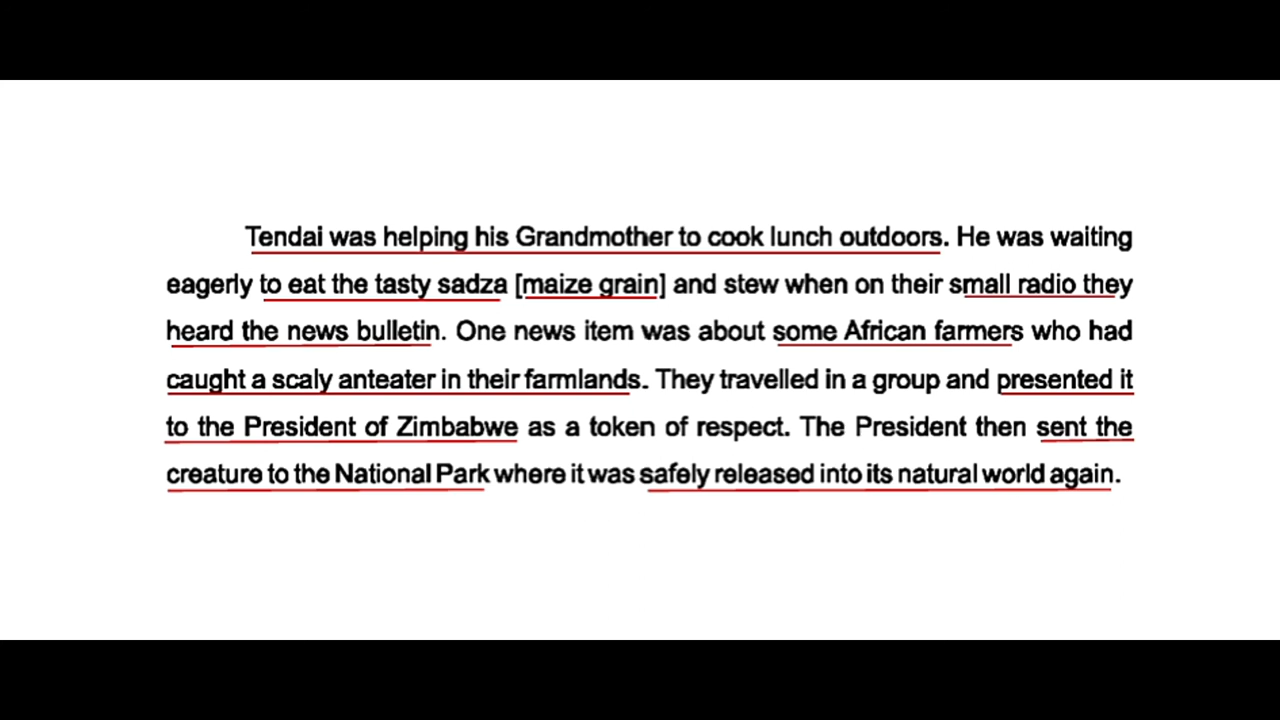 Tendai was helping his Grandmother to cook lunch outdoors. He was waiting
eagerly to eat the tasty sadza [maize grain] and stew when on their small radio they
heard the news bulletin. One news item was about some African farmers who had
caught a scaly anteater in their farmlands. They travelled in a group and presented it
to the President of Zimbabwe as a token of respect. The President then sent the
creature to the National Park where it was safely released into its natural world again.